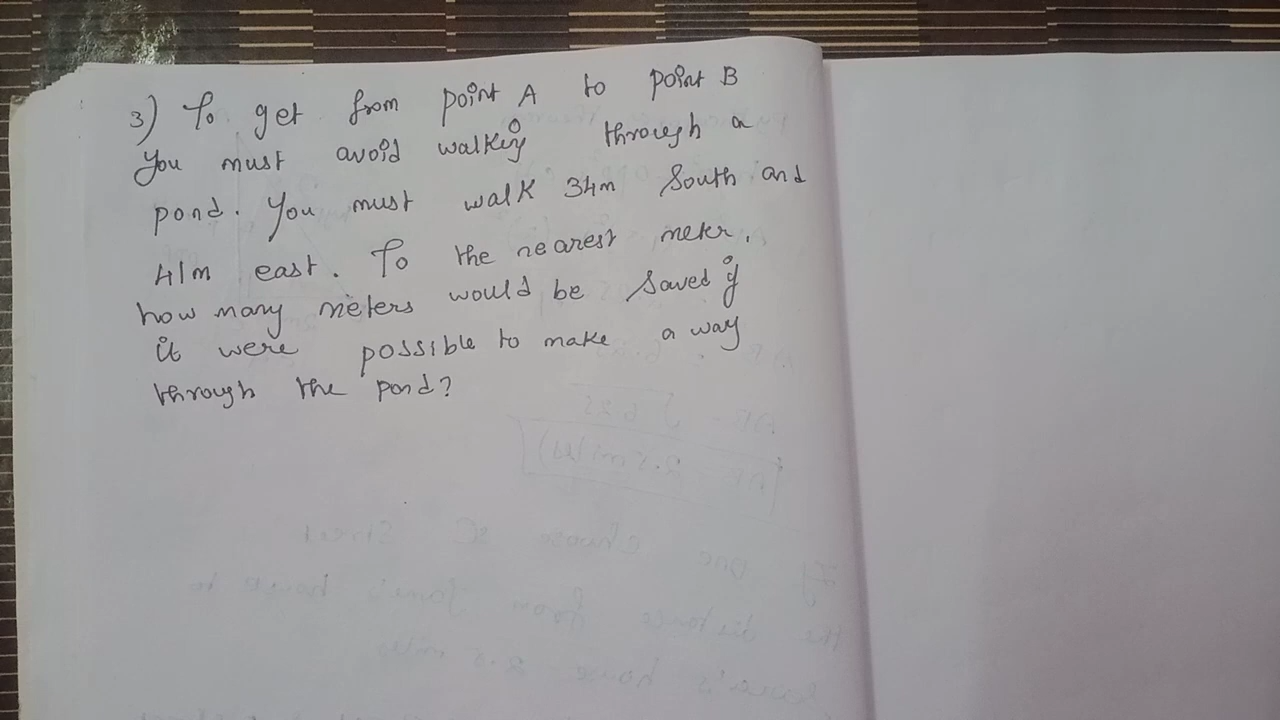 3) To get from point A to point B
you must avoid walking through a
pond. You must walk 34m South and
41m east. To the nearest meter,
how many meters would be saved if
it were possible to make a way
through the pond?